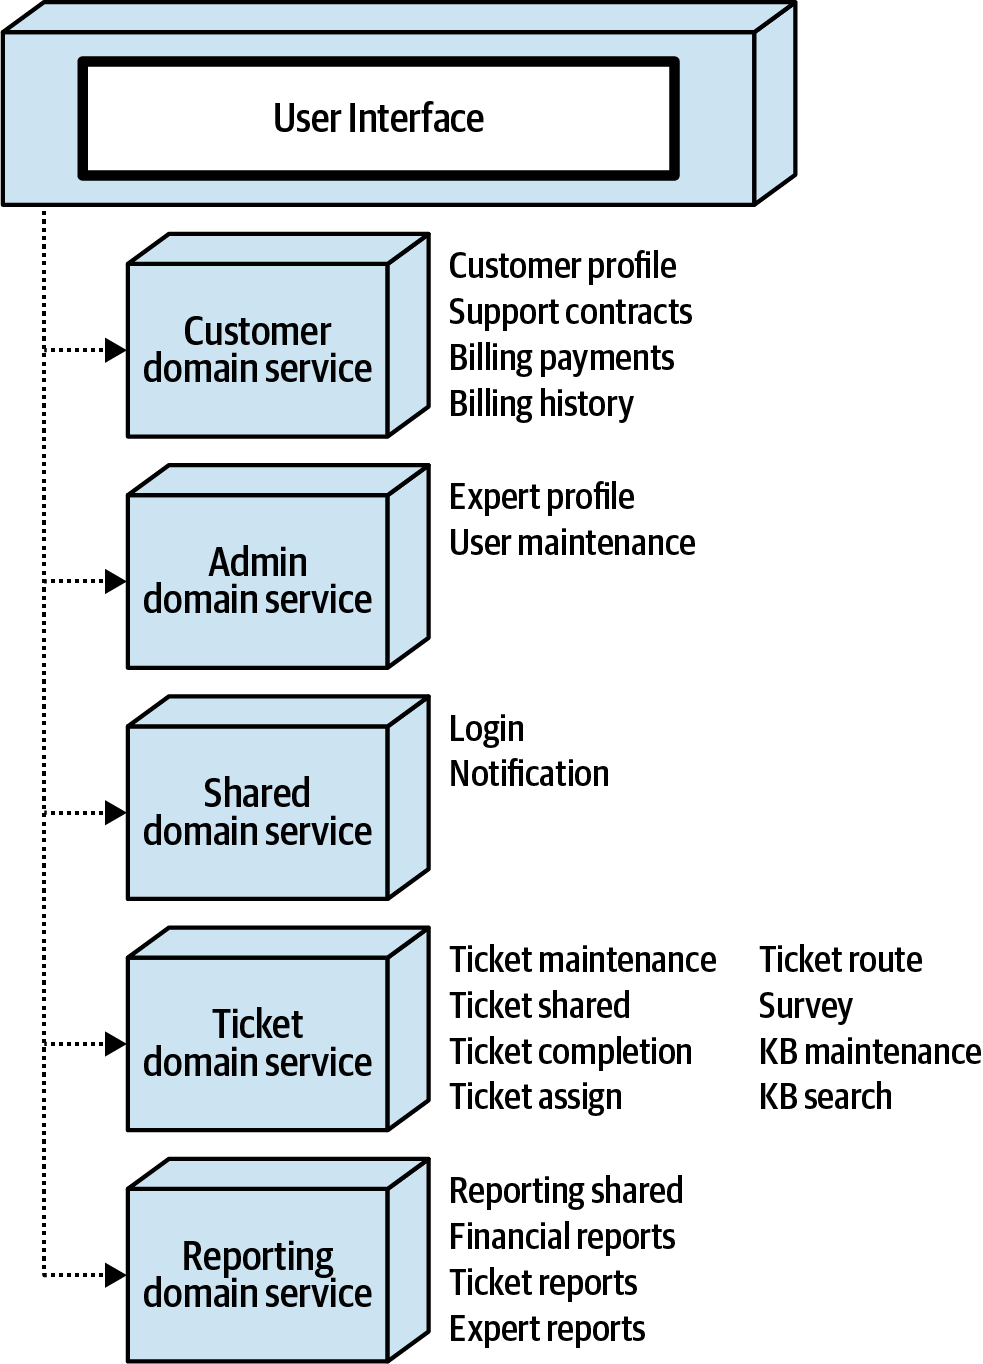 User Interface
Customer
domain service
Customer profile
Support contracts
Billing payments
Billing history
Admin
domain service
Expert profile
User maintenance
Shared
domain service
Login
Notification
Ticket
domain service
Ticket maintenance
Ticket shared
Ticket completion
Ticket assign
Ticket route
Survey
KB maintenance
KB search
Reporting
domain service
Reporting shared
Financial reports
Ticket reports
Expert reports